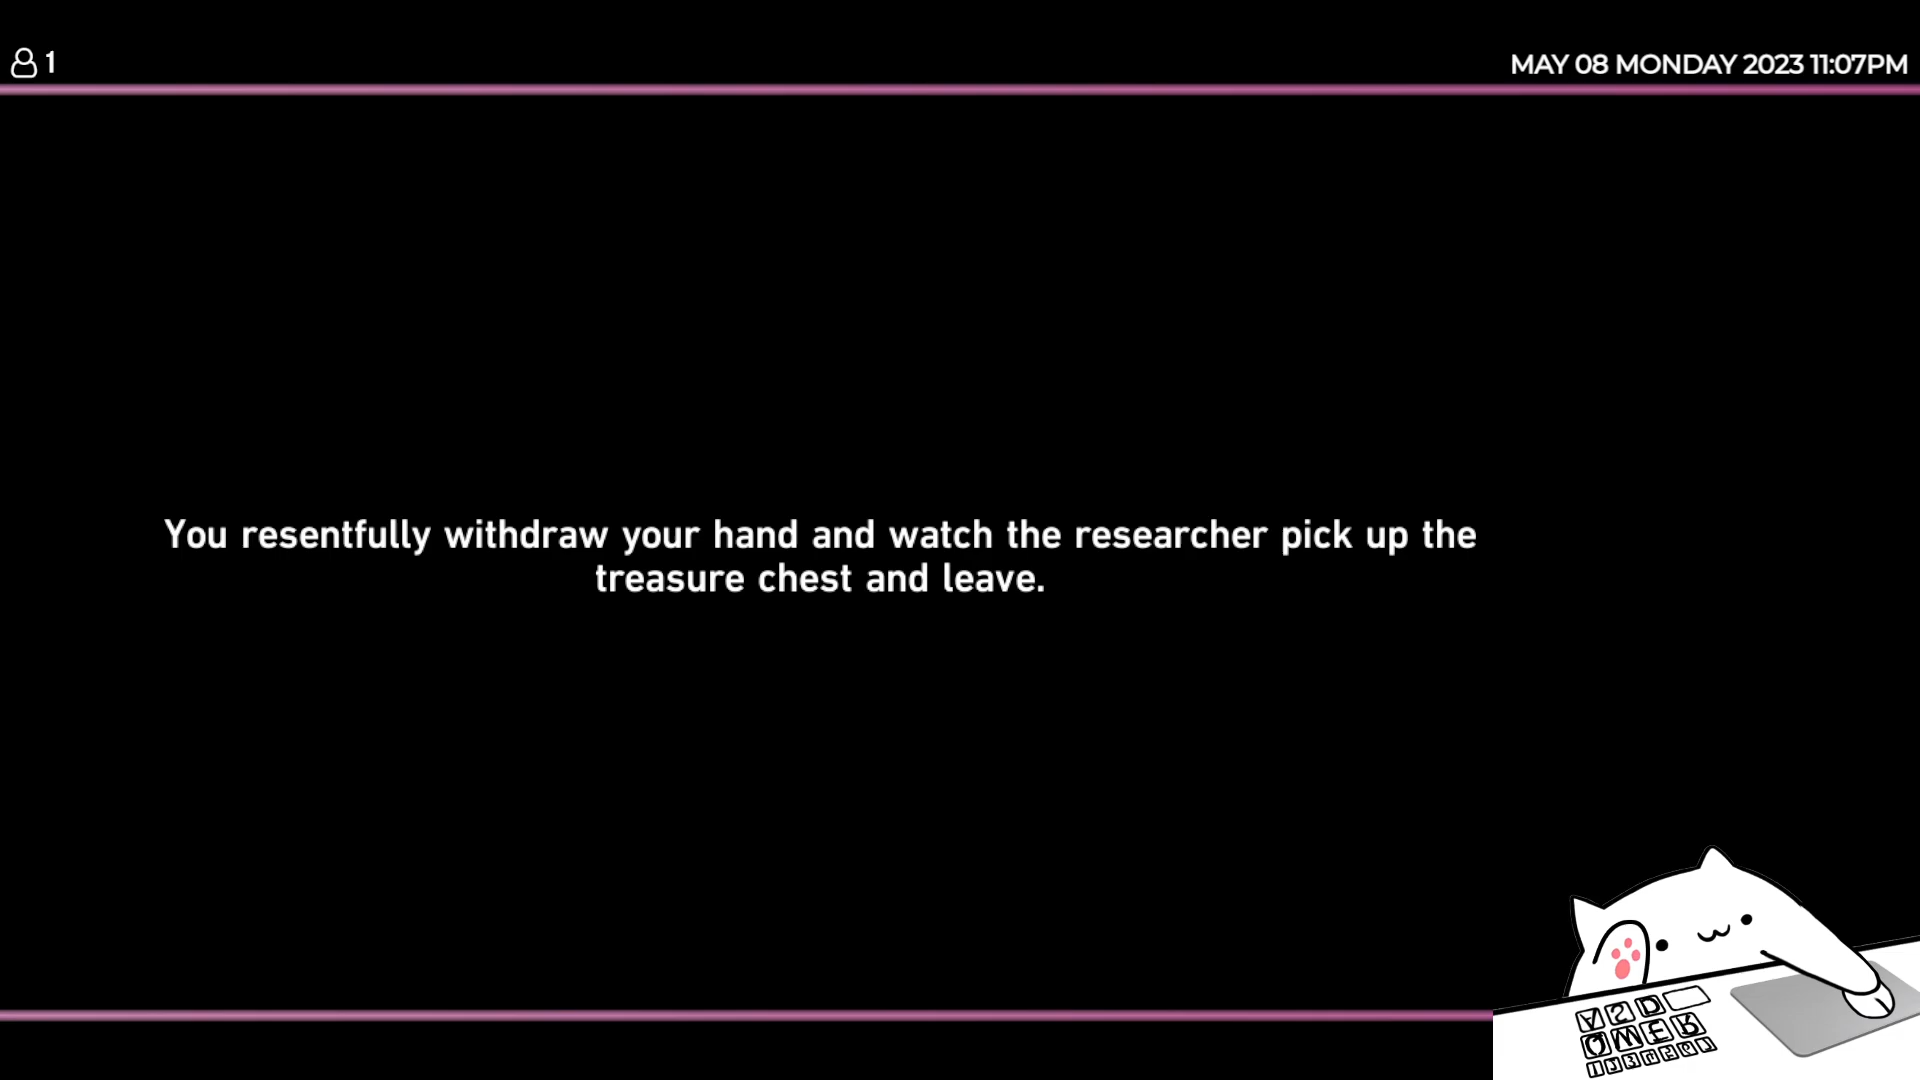 1
MAY 08 MONDAY 2023 11:07PM
You resentfully withdraw your hand and watch the researcher pick up the
treasure chest and leave.
A S D
Q W E R